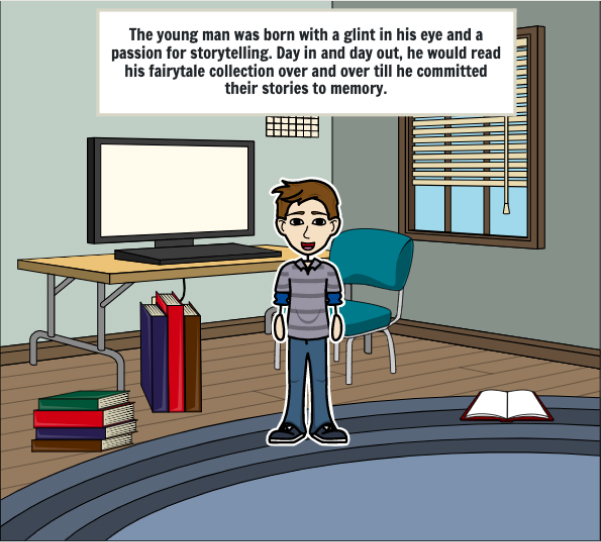 The young man was born with a glint in his eye and a
passion for storytelling. Day in and day out, he would read
his fairytale collection over and over till he committed
their stories to memory.